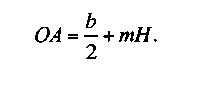 OA = b/2 + mH.